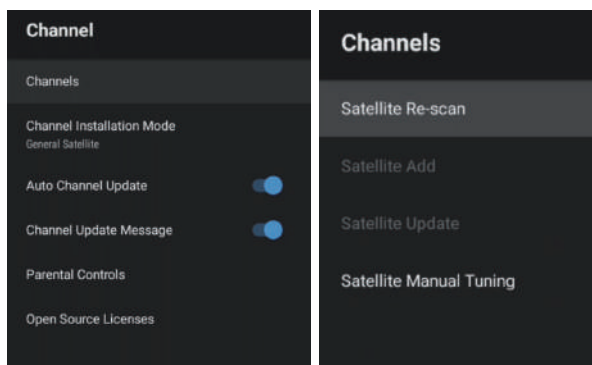 Channel
Channels
Channel Installation Mode
General Satellite
Auto Channel Update
Channel Update Message
Parental Controls
Open Source Licenses
Channels
Satellite Re-scan
Satellite Add
Satellite Update
Satellite Manual Tuning